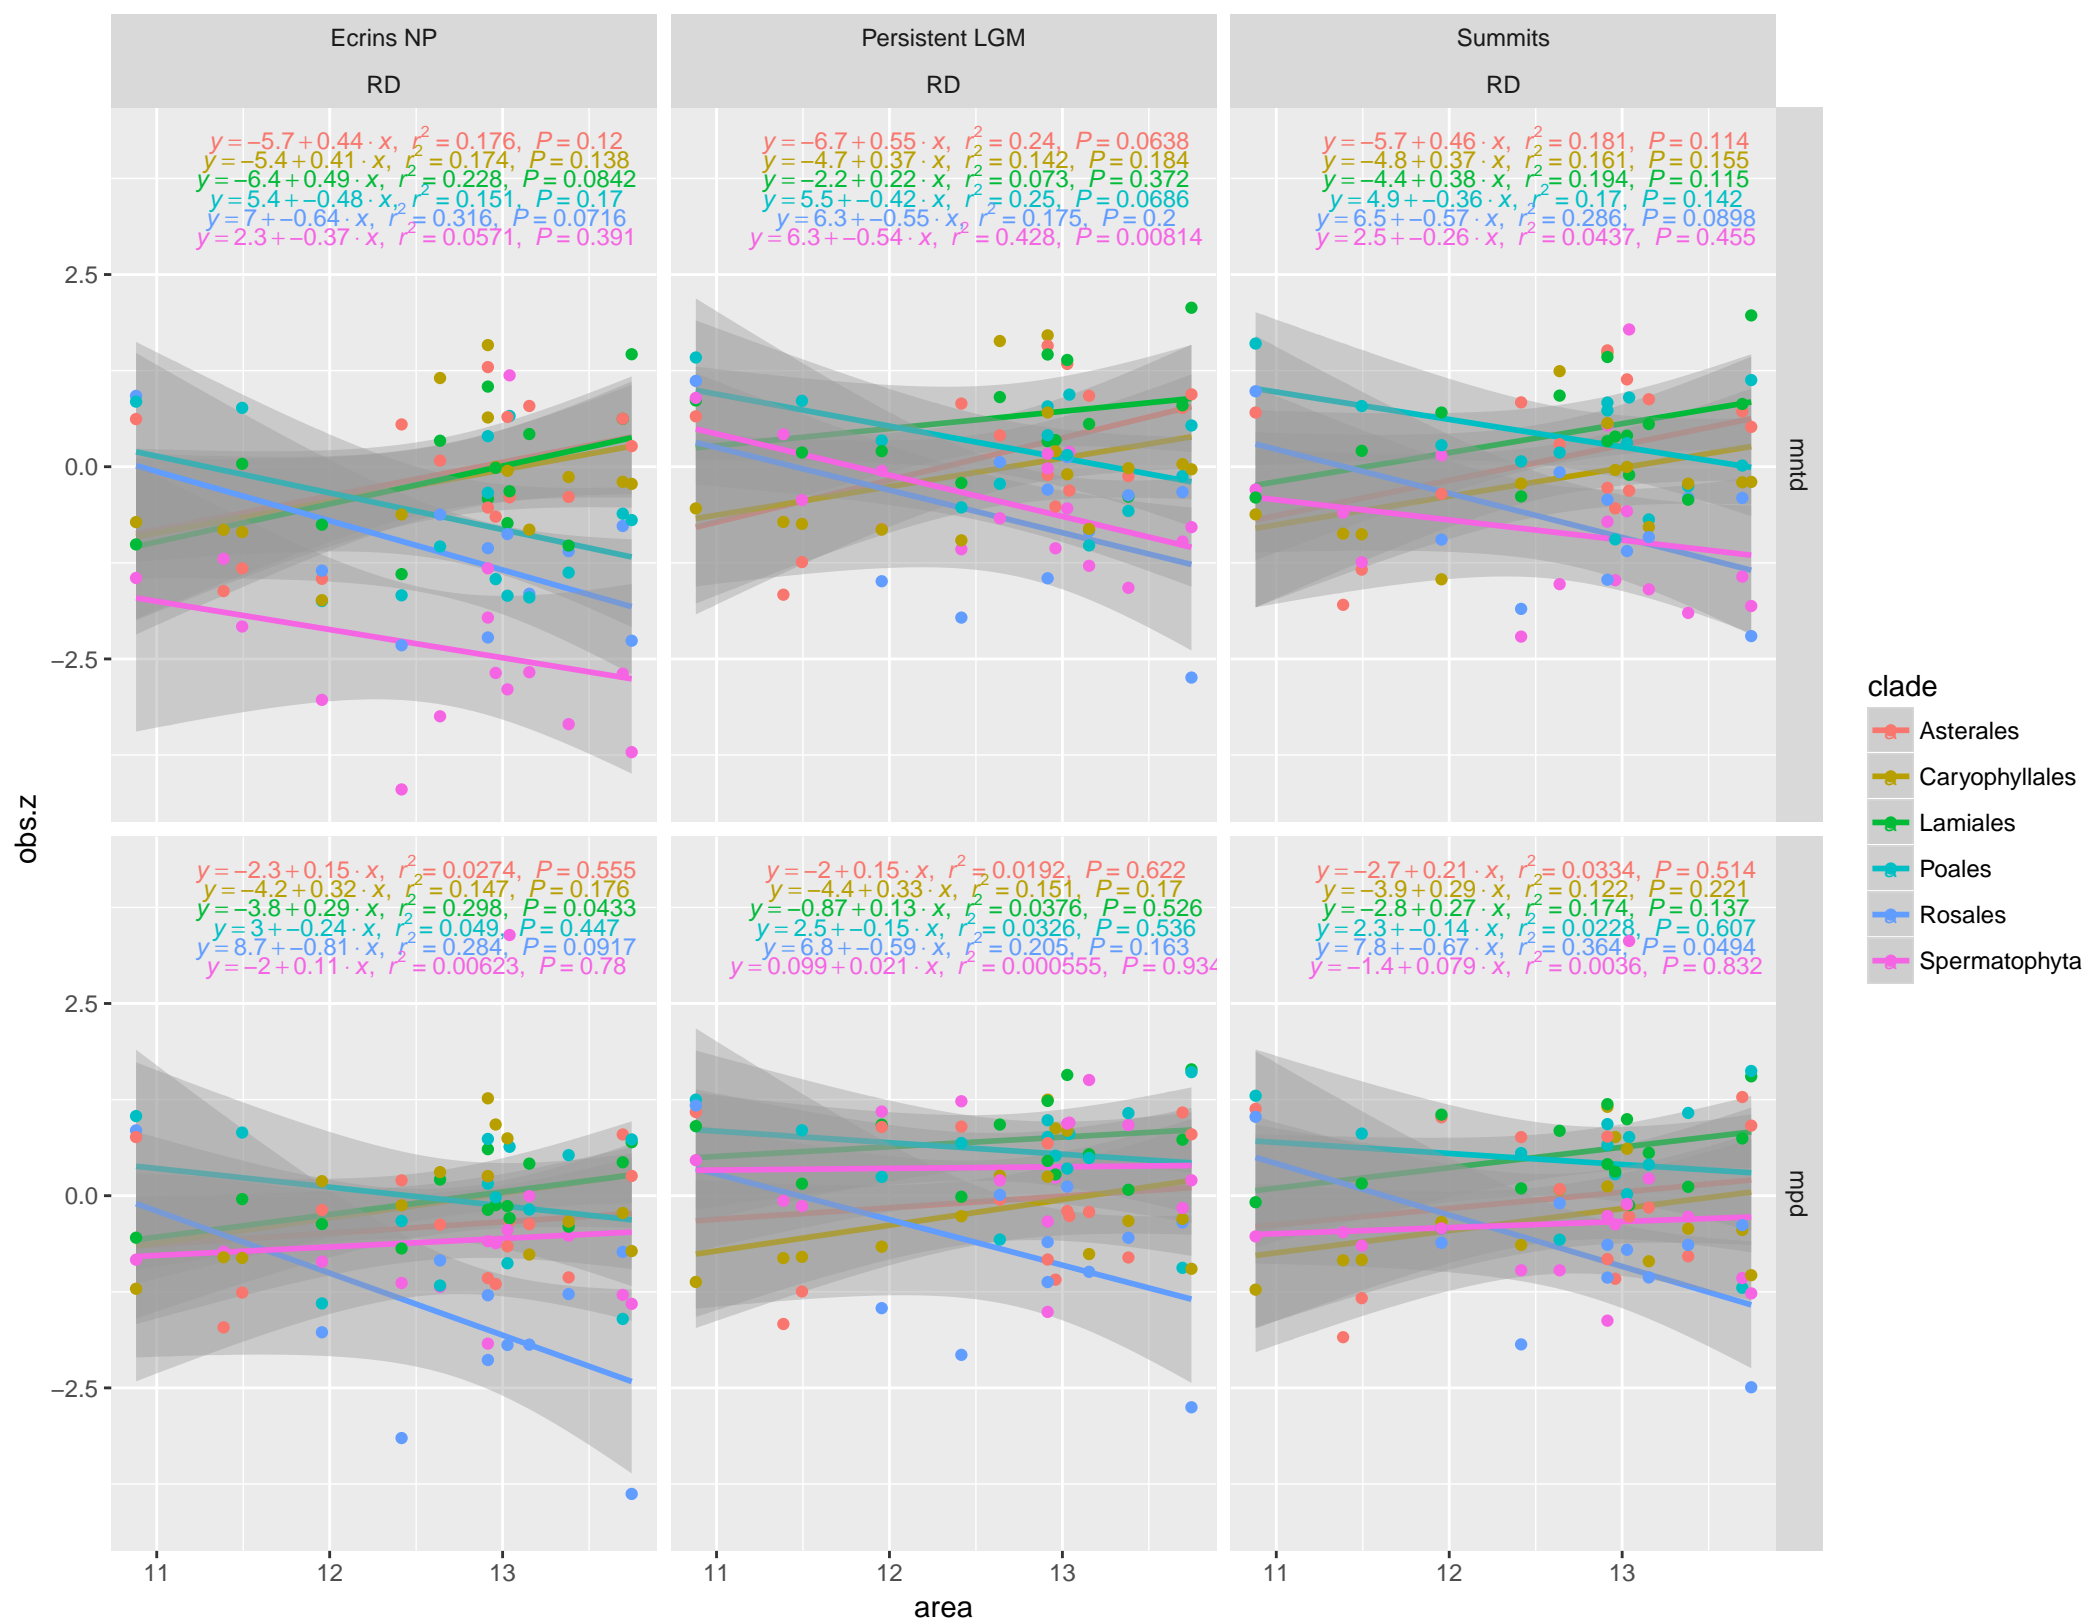 Ecrins NP
Persistent LGM
Summits
RD
RD
RD
y = −5.7 + 0.44 · x, r² = 0.176, P = 0.12
y = −5.4 + 0.41 · x, r² = 0.174, P = 0.138
y = −6.4 + 0.49 · x, r² = 0.228, P = 0.0842
y = 5.4 + −0.48 · x, r² = 0.151, P = 0.17
y = 7 + −0.64 · x, r² = 0.316, P = 0.0716
y = 2.3 + −0.37 · x, r² = 0.0571, P = 0.391
y = −6.7 + 0.55 · x, r² = 0.24, P = 0.0638
y = −4.7 + 0.37 · x, r² = 0.142, P = 0.184
y = −2.2 + 0.22 · x, r² = 0.073, P = 0.372
y = 5.5 + −0.42 · x, r² = 0.25, P = 0.0686
y = 6.3 + −0.55 · x, r² = 0.175, P = 0.2
y = 6.3 + −0.54 · x, r² = 0.428, P = 0.00814
y = −5.7 + 0.46 · x, r² = 0.181, P = 0.114
y = −4.8 + 0.37 · x, r² = 0.161, P = 0.155
y = −4.4 + 0.38 · x, r² = 0.194, P = 0.115
y = 4.9 + −0.36 · x, r² = 0.17, P = 0.142
y = 6.5 + −0.57 · x, r² = 0.286, P = 0.0898
y = 2.5 + −0.26 · x, r² = 0.0437, P = 0.455
2.5
0.0
−2.5
mntd
y = −2.3 + 0.15 · x, r² = 0.0274, P = 0.555
y = −4.2 + 0.32 · x, r² = 0.147, P = 0.176
y = −3.8 + 0.29 · x, r² = 0.298, P = 0.0433
y = 3 + −0.24 · x, r² = 0.049, P = 0.447
y = 8.7 + −0.81 · x, r² = 0.284, P = 0.0917
y = −2 + 0.11 · x, r² = 0.00623, P = 0.78
y = −2 + 0.15 · x, r² = 0.0192, P = 0.622
y = −4.4 + 0.33 · x, r² = 0.151, P = 0.17
y = −0.87 + 0.13 · x, r² = 0.0376, P = 0.526
y = 2.5 + −0.15 · x, r² = 0.0326, P = 0.536
y = 6.8 + −0.59 · x, r² = 0.205, P = 0.163
y = 0.099 + 0.021 · x, r² = 0.000555, P = 0.934
y = −2.7 + 0.21 · x, r² = 0.0334, P = 0.514
y = −3.9 + 0.29 · x, r² = 0.122, P = 0.221
y = −2.8 + 0.27 · x, r² = 0.174, P = 0.137
y = 2.3 + −0.14 · x, r² = 0.0228, P = 0.607
y = 7.8 + −0.67 · x, r² = 0.364, P = 0.0494
y = −1.4 + 0.079 · x, r² = 0.0036, P = 0.832
2.5
0.0
−2.5
mpd
11 12 13
11 12 13
11 12 13
area
obs.z
clade
Asterales
Caryophyllales
Lamiales
Poales
Rosales
Spermatophyta